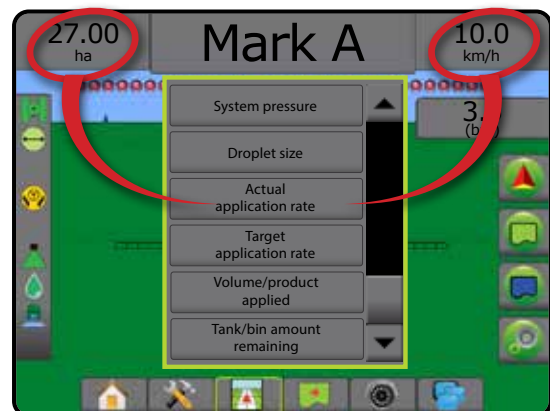 27.00
ha
Mark A
10.0
km/h
3.
System pressure
Droplet size
Actual
application rate
Target
application rate
Volume/product
applied
Tank/bin amount
remaining